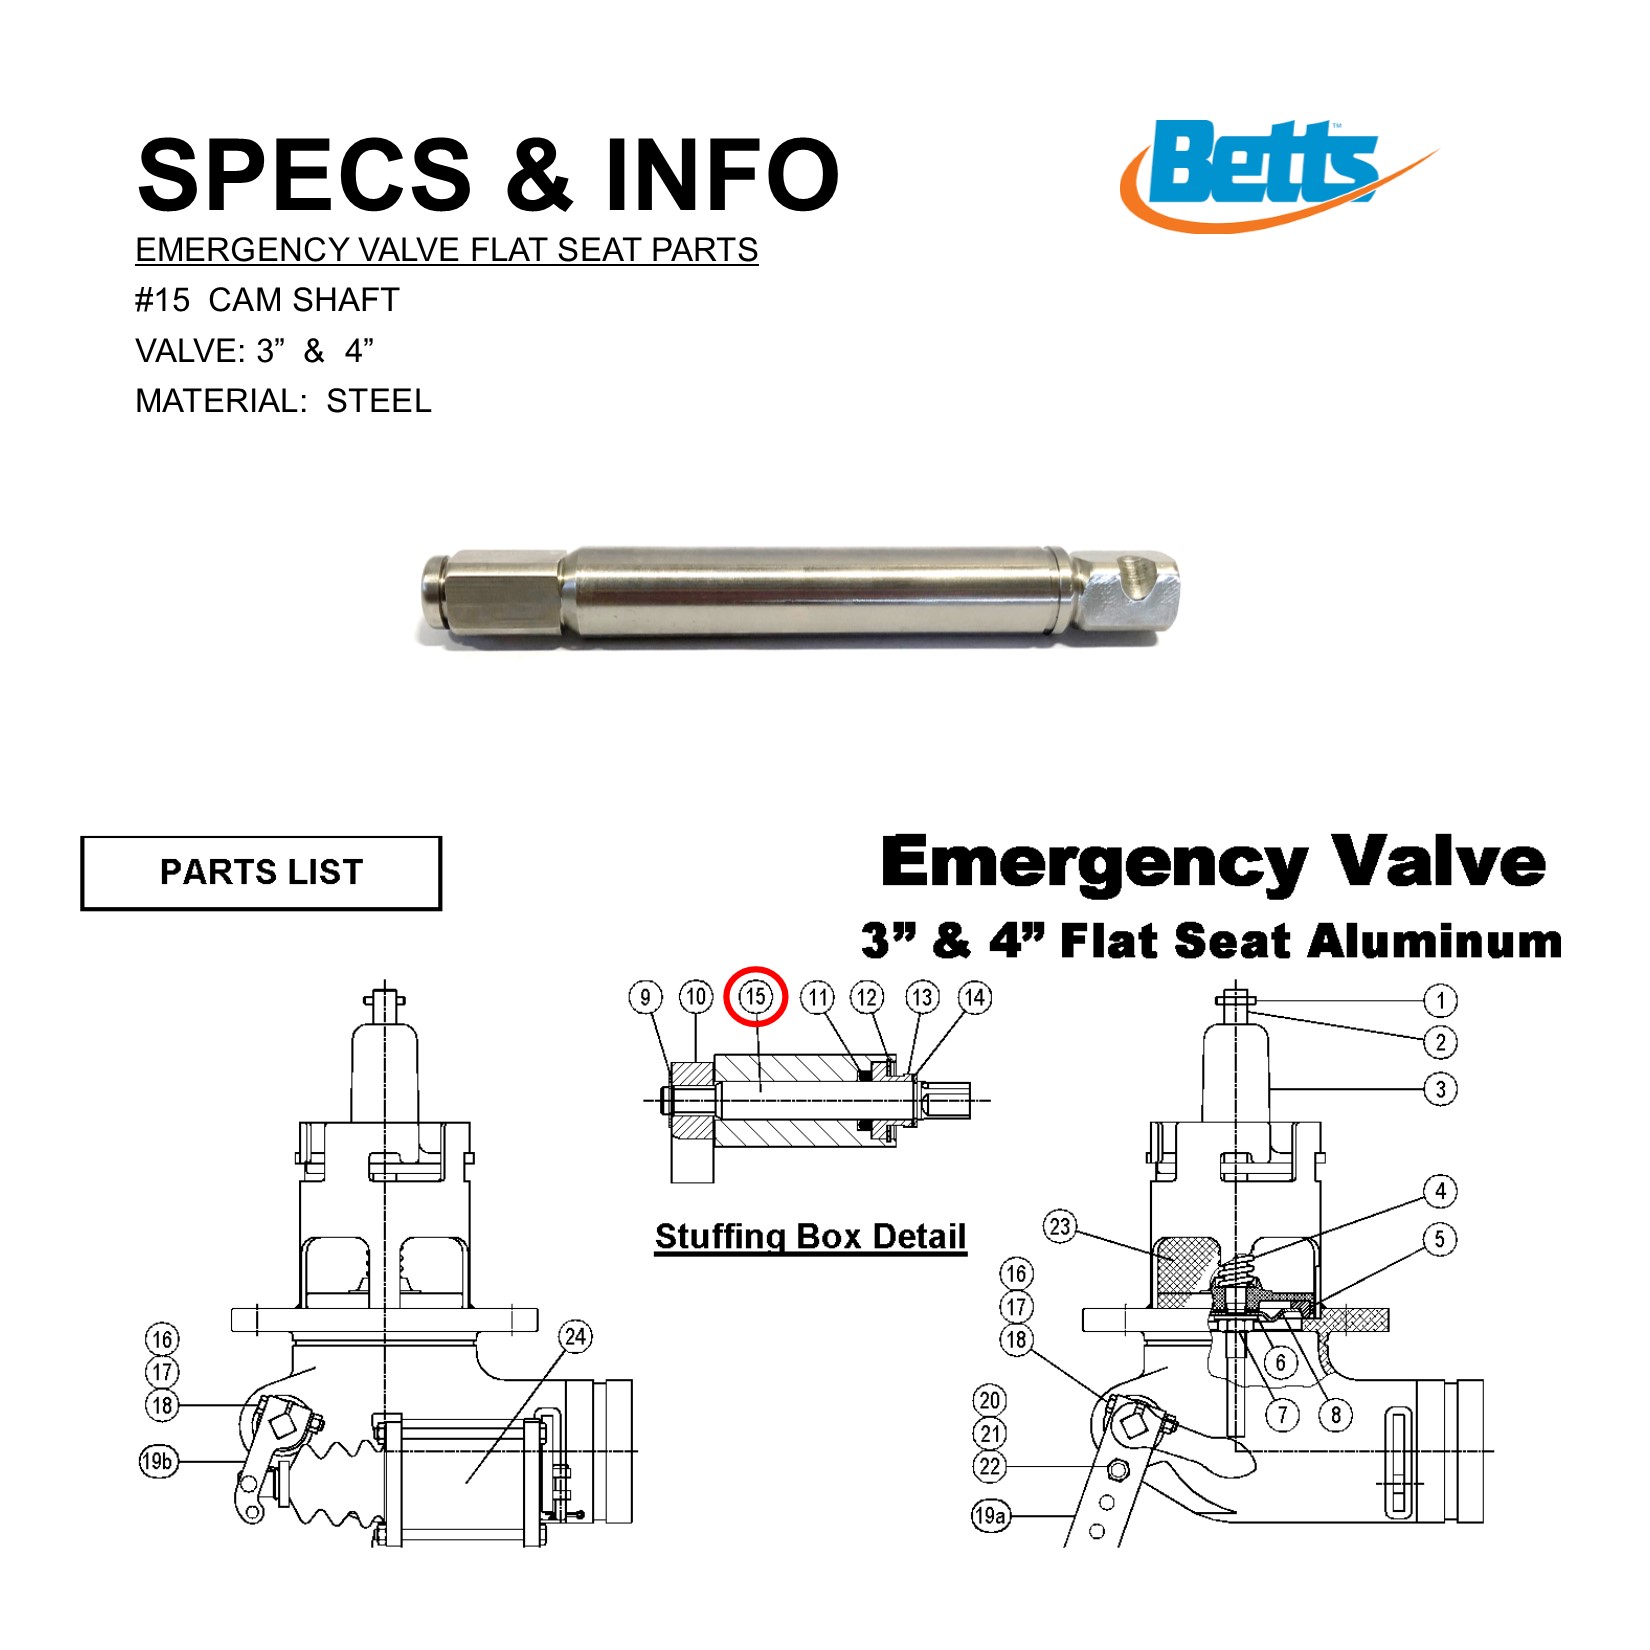 SPECS & INFO
Betts™
EMERGENCY VALVE FLAT SEAT PARTS
#15  CAM SHAFT
VALVE: 3”  &  4”
MATERIAL:  STEEL
PARTS LIST
Emergency Valve
3” & 4” Flat Seat Aluminum
9 10 15 11 12 13 14
Stuffing Box Detail
16
17
18
19b
24
1
2
3
4
5
23
16
17
18
6
7
8
20
21
22
19a